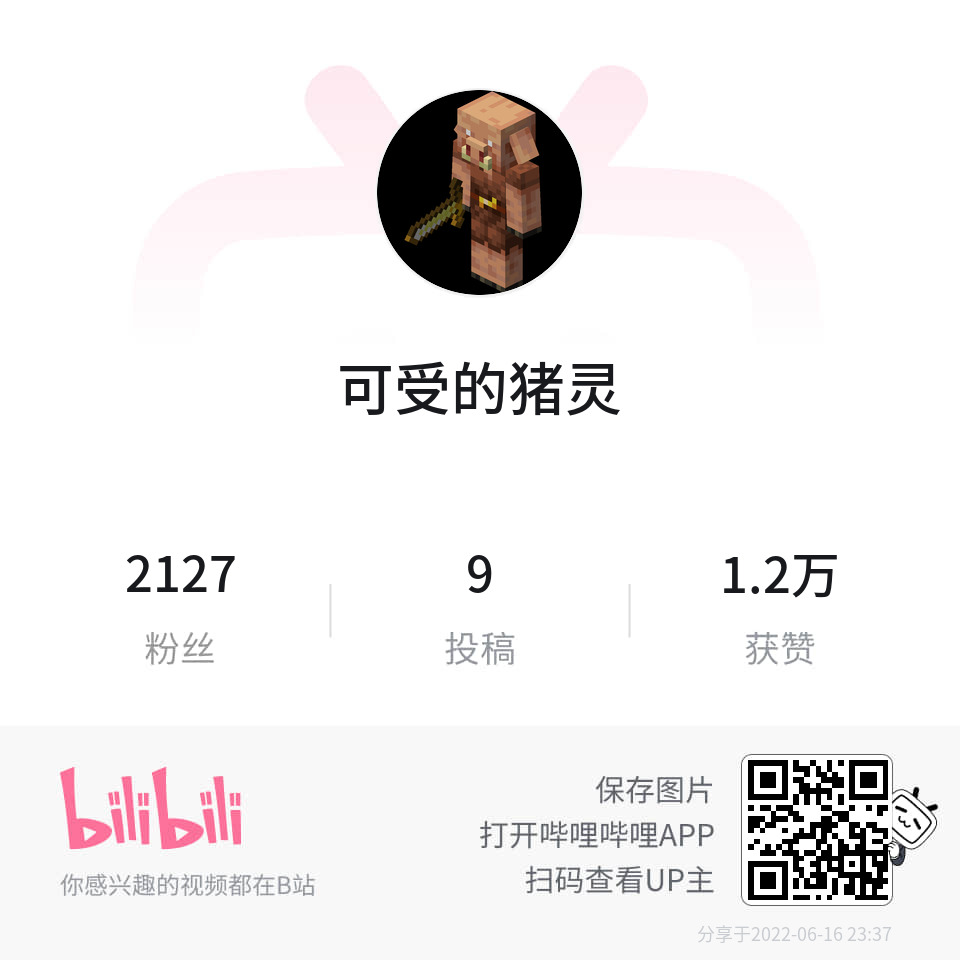 可受的猪灵
2127
9
1.2万
粉丝
投稿
获赞
bilibili
你感兴趣的视频都在B站
保存图片
打开哔哩哔哩APP
扫码查看UP主
分享于2022-06-16 23:37